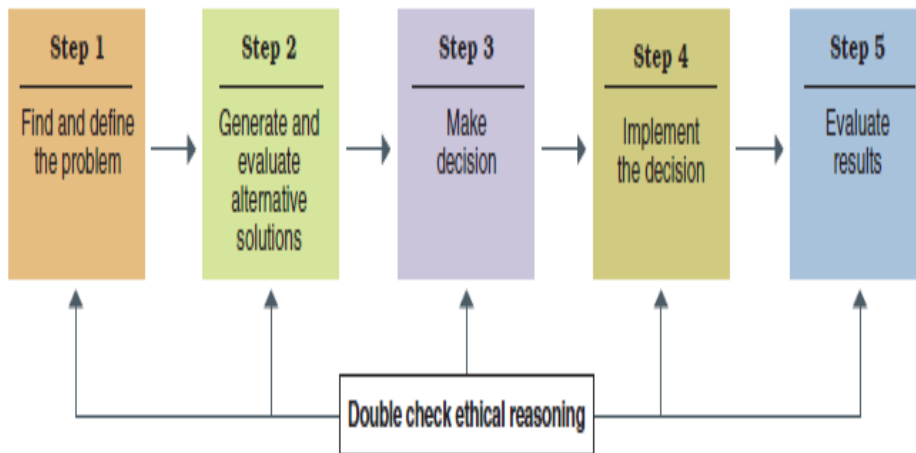 Step 1
Find and define
the problem
Step 2
Generate and
evaluate
alternative
solutions
Step 3
Make
decision
Step 4
Implement
the decision
Step 5
Evaluate
results
Double check ethical reasoning